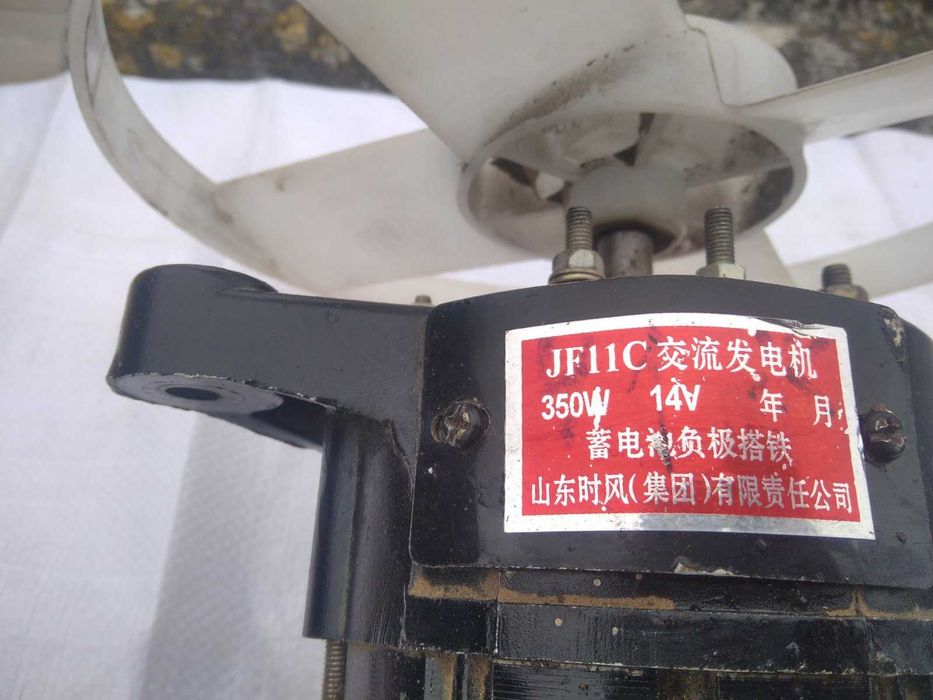 JF11C 交流发电机
350W 14V 年 月
蓄电池负极搭铁
山东时风(集团)有限责任公司